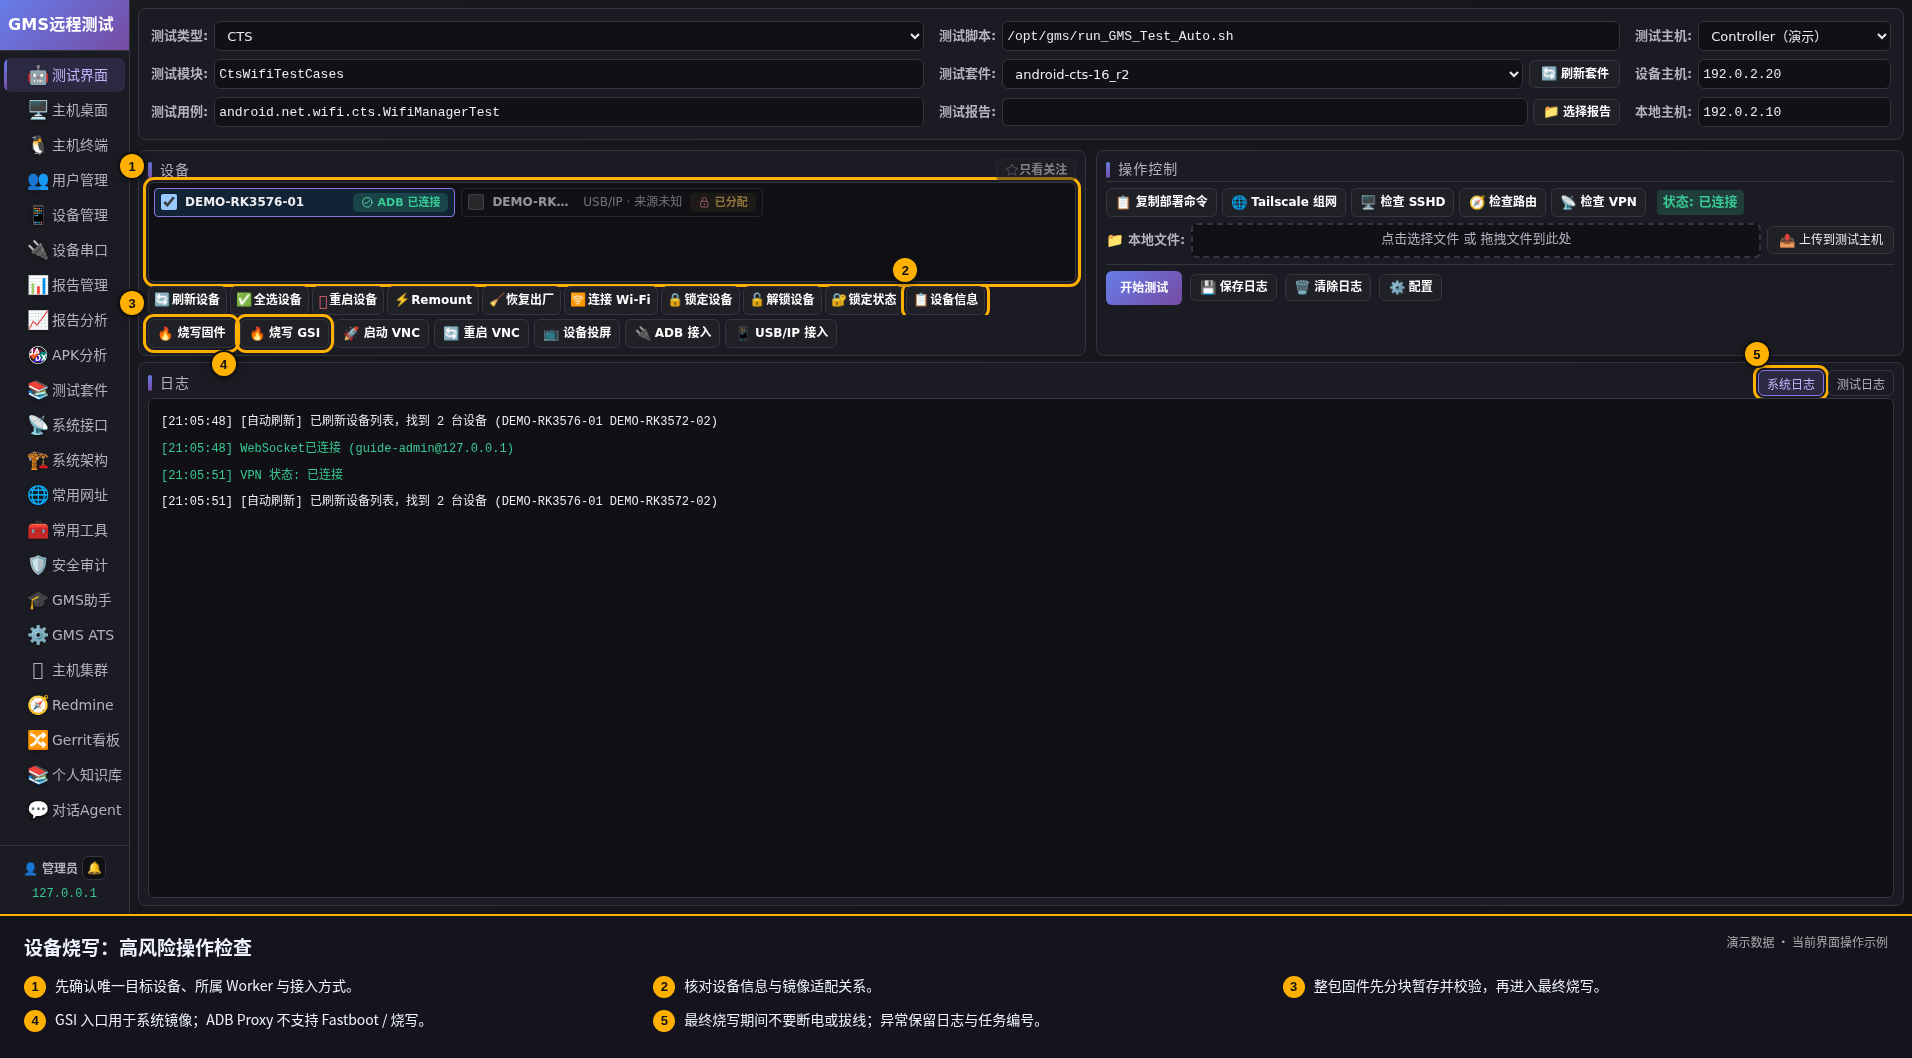 GMS远程测试
测试界面
主机桌面
主机终端
用户管理
设备管理
设备串口
报告管理
报告分析
APK分析
测试套件
系统接口
系统架构
常用网址
常用工具
安全审计
GMS助手
GMS ATS
主机集群
Redmine
Gerrit看板
个人知识库
对话Agent
管理员
127.0.0.1
测试类型: CTS 测试脚本: /opt/gms/run_GMS_Test_Auto.sh 测试主机: Controller（演示）
测试模块: CtsWifiTestCases 测试套件: android-cts-16_r2 刷新套件 设备主机: 192.0.2.20
测试用例: android.net.wifi.cts.WifiManagerTest 测试报告: 选择报告 本地主机: 192.0.2.10
1 设备 ☆只看关注
DEMO-RK3576-01 ADB 已连接 DEMO-RK... USB/IP · 来源未知 已分配
2
3 刷新设备 全选设备 重启设备 Remount 恢复出厂 连接 Wi-Fi 锁定设备 解锁设备 锁定状态 设备信息
烧写固件 烧写 GSI 启动 VNC 重启 VNC 设备投屏 ADB 接入 USB/IP 接入
4
操作控制
复制部署命令 Tailscale 组网 检查 SSHD 检查路由 检查 VPN 状态: 已连接
本地文件: 点击选择文件 或 拖拽文件到此处 上传到测试主机
开始测试 保存日志 清除日志 配置
5
日志 系统日志 测试日志
[21:05:48] [自动刷新] 已刷新设备列表，找到 2 台设备 (DEMO-RK3576-01 DEMO-RK3572-02)
[21:05:48] WebSocket已连接 (guide-admin@127.0.0.1)
[21:05:51] VPN 状态: 已连接
[21:05:51] [自动刷新] 已刷新设备列表，找到 2 台设备 (DEMO-RK3576-01 DEMO-RK3572-02)
设备烧写：高风险操作检查 演示数据 · 当前界面操作示例
1 先确认唯一目标设备、所属 Worker 与接入方式。 2 核对设备信息与镜像适配关系。 3 整包固件先分块暂存并校验，再进入最终烧写。
4 GSI 入口用于系统镜像；ADB Proxy 不支持 Fastboot / 烧写。 5 最终烧写期间不要断电或拔线；异常保留日志与任务编号。